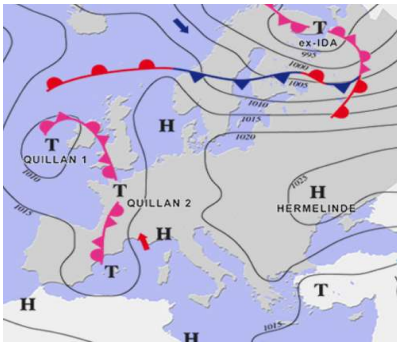 T
ex-IDA
995
1000
1005
1010
1015
1020
H
T
QUILLAN 1
1010
T
QUILLAN 2
1025
H
HERMELINDE
1015
H
T
T
H
1015
H